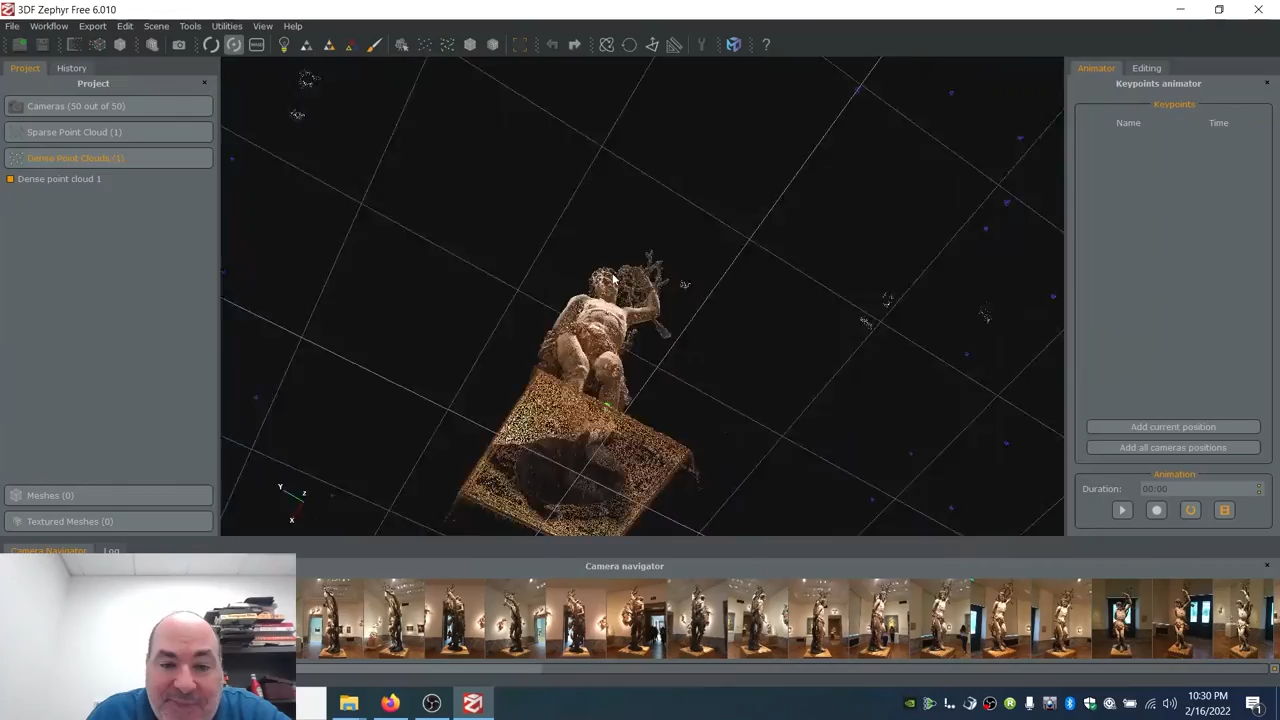 3DF Zephyr Free 6.010
File Workflow Export Edit Scene Tools Utilities View Help
Project History
Project
Cameras (50 out of 50)
Sparse Point Cloud (1)
Dense Point Clouds (1)
Dense point cloud 1
Meshes (0)
Textured Meshes (0)
Y Z
X
Animator Editing
Keypoints animator
Keypoints
Name Time
Add current position
Add all cameras positions
Animation
Duration: 00:00
Camera Navigator Log
Camera navigator
10:30 PM
2/16/2022